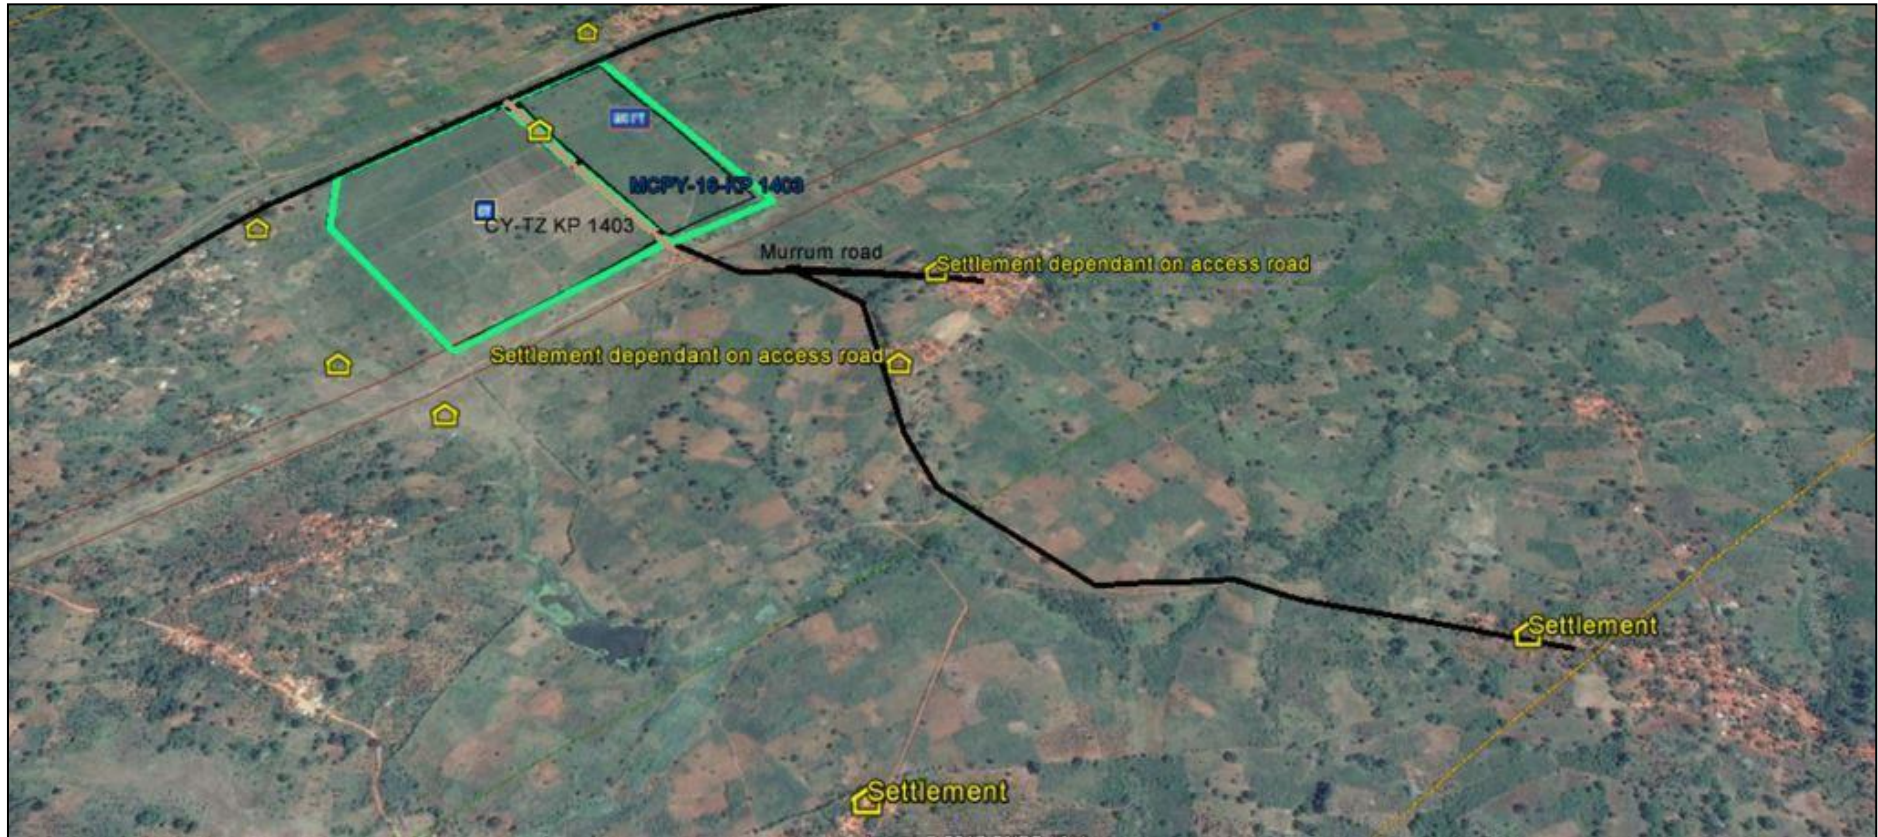 MCPY-16-KP 1403
CY-TZ KP 1403
Murrum road
Settlement dependant on access road
Settlement dependant on access road
Settlement
Settlement